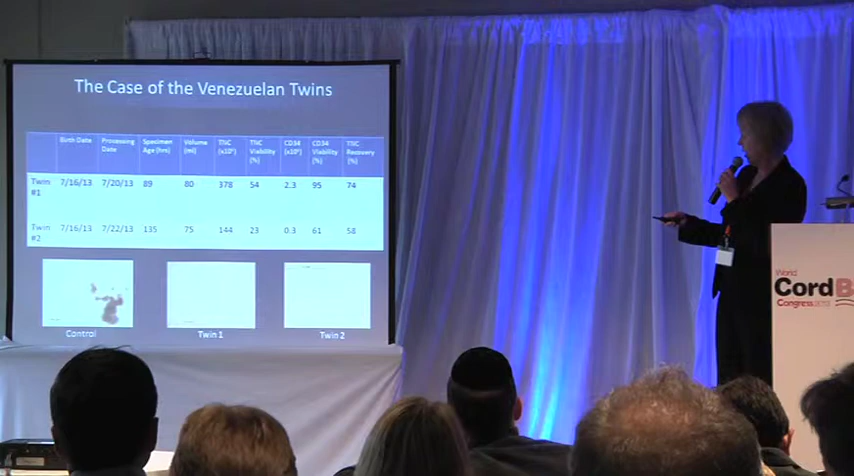 The Case of the Venezuelan Twins
Birth Date Processing Date Specimen Age (hrs) Volume (ml) TNC TNC Viability (%) CD34 CD34 Viability (%) TNC Recovery (%)
Twin #1 7/16/13 7/20/13 89 80 378 54 2.3 95 74
Twin #2 7/16/13 7/22/13 135 75 144 23 0.3 61 58
Control Twin 1 Twin 2
World
Cord B
Congress 2013